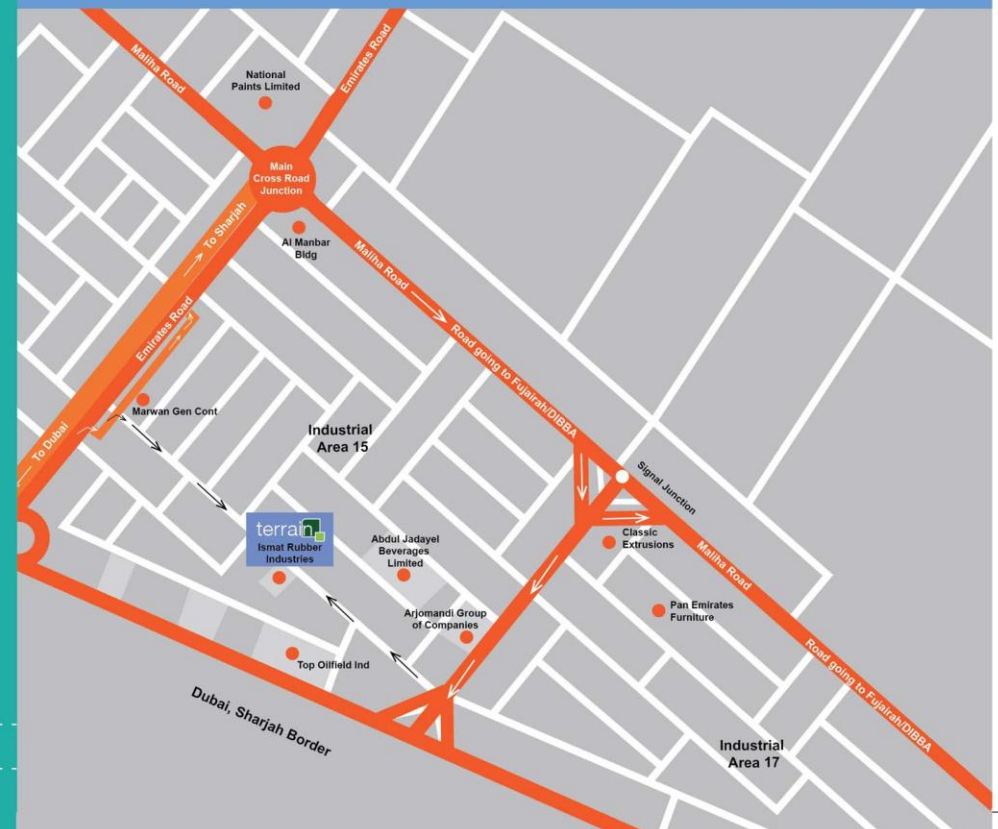 Maliha Road
National
Paints Limited
Emirates Road
Main
Cross Road
Junction
To Sharjah
Al Manbar
Bldg
Maliha Road
Road going to Fujairah/DIBBA
Emirates Road
To Dubai
Marwan Gen Cont
Industrial
Area 15
Signal Junction
terrain
Ismat Rubber
Industries
Abdul Jadayel
Beverages
Limited
Classic
Extrusions
Maliha Road
Arjomandi Group
of Companies
Pan Emirates
Furniture
Top Oilfield Ind
Road going to Fujairah/DIBBA
Dubai, Sharjah Border
Industrial
Area 17